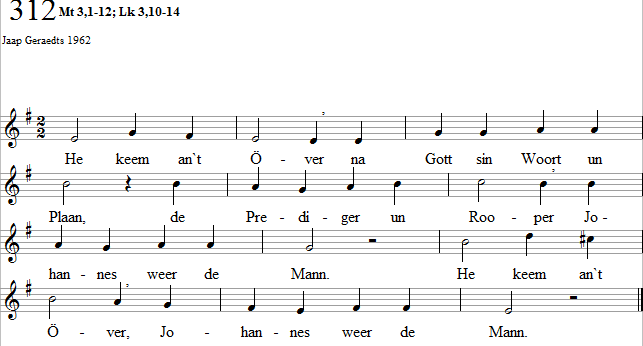 312 Mt 3,1-12; Lk 3,10-14
Jaap Geraedts 1962
He keem an`t Ö - ver na Gott sin Woort un
Plaan, de Pre - di - ger un Roo - per Jo -
han - nes weer de Mann. He keem an`t
Ö - ver, Jo - han - nes weer de Mann.